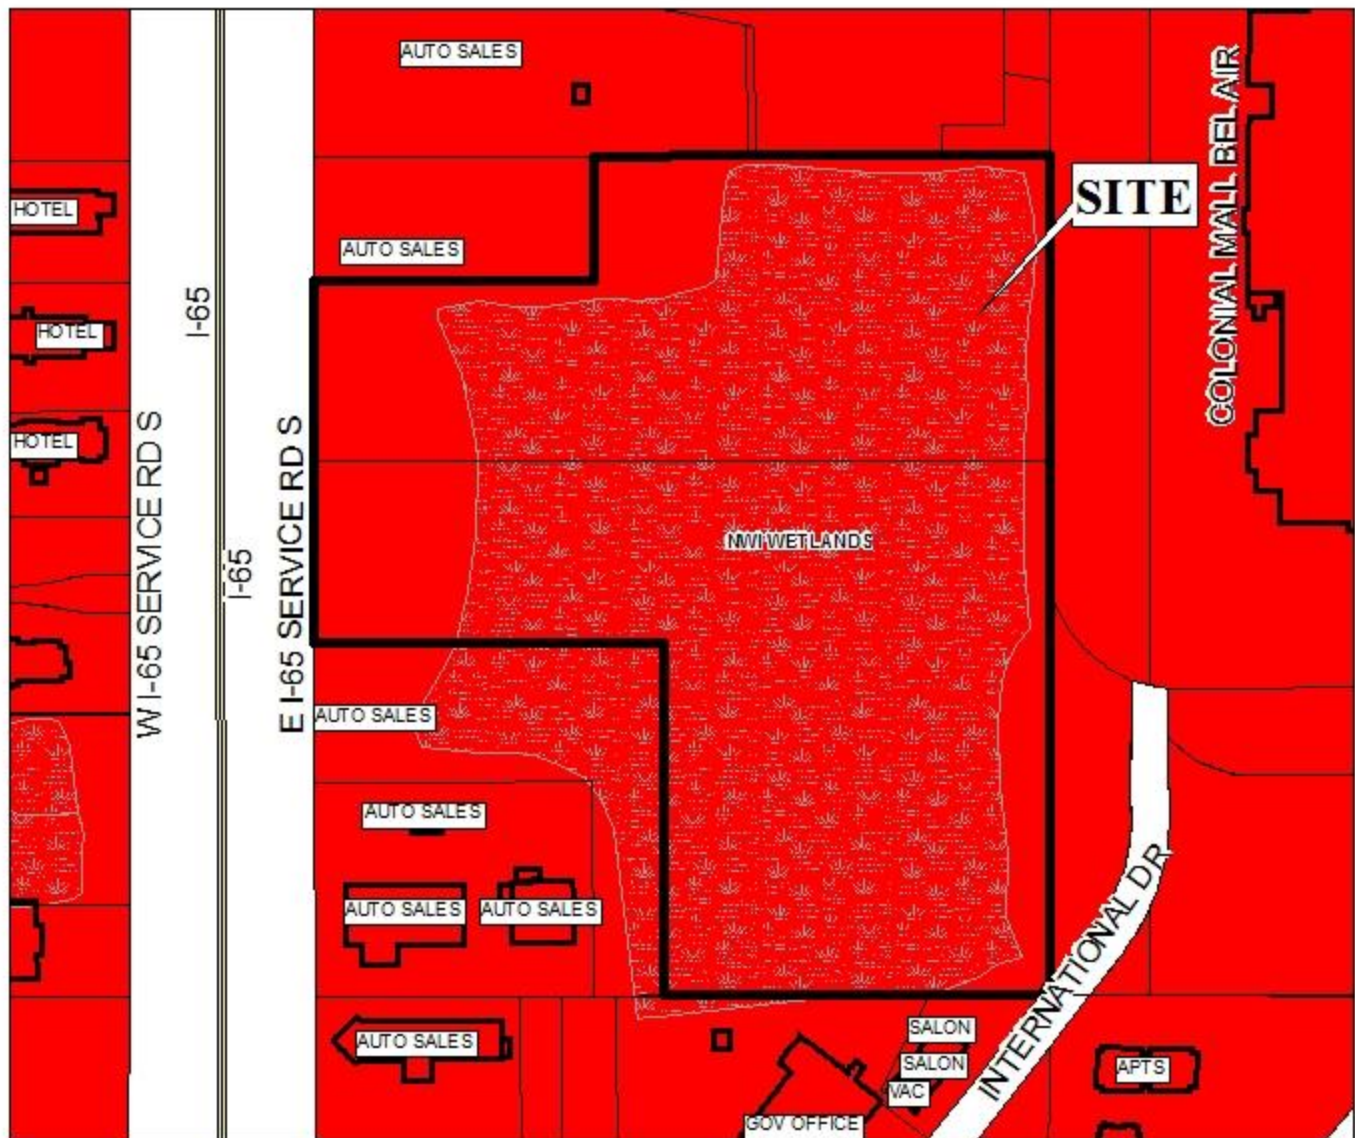 AUTO SALES
COLONIAL MALL BEL AIR
SITE
HOTEL
AUTO SALES
I-65
HOTEL
HOTEL
W I-65 SERVICE RD S
E I-65 SERVICE RD S
NWI WETLANDS
I-65
AUTO SALES
AUTO SALES
AUTO SALES
AUTO SALES
INTERNATIONAL DR
AUTO SALES
SALON
SALON
APTS
VAC
GOV OFFICE